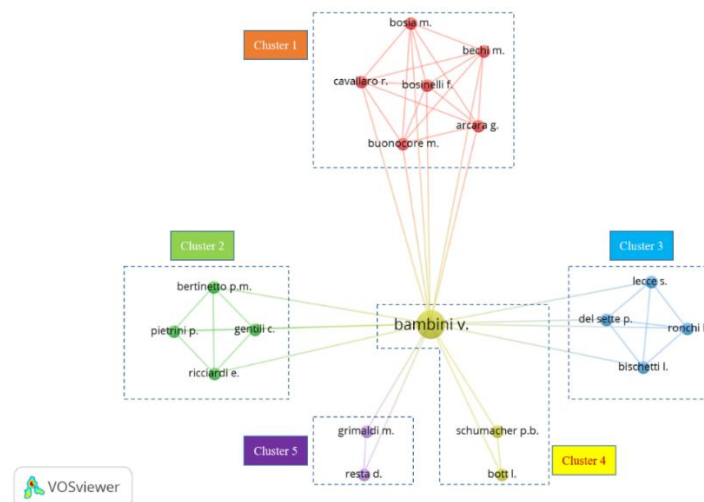 Cluster 1
bosia m.
bechi m.
cavallaro r.
bosinelli f.
arcara g.
buonocore m.
Cluster 2
Cluster 3
bertinetto p.m.
pietrini p.
gentili c.
ricciardi e.
lecce s.
del sette p.
ronchi l
bischetti l.
bambini v.
grimaldi m.
resta d.
Cluster 5
schumacher p.b.
bott l.
Cluster 4
VOSviewer